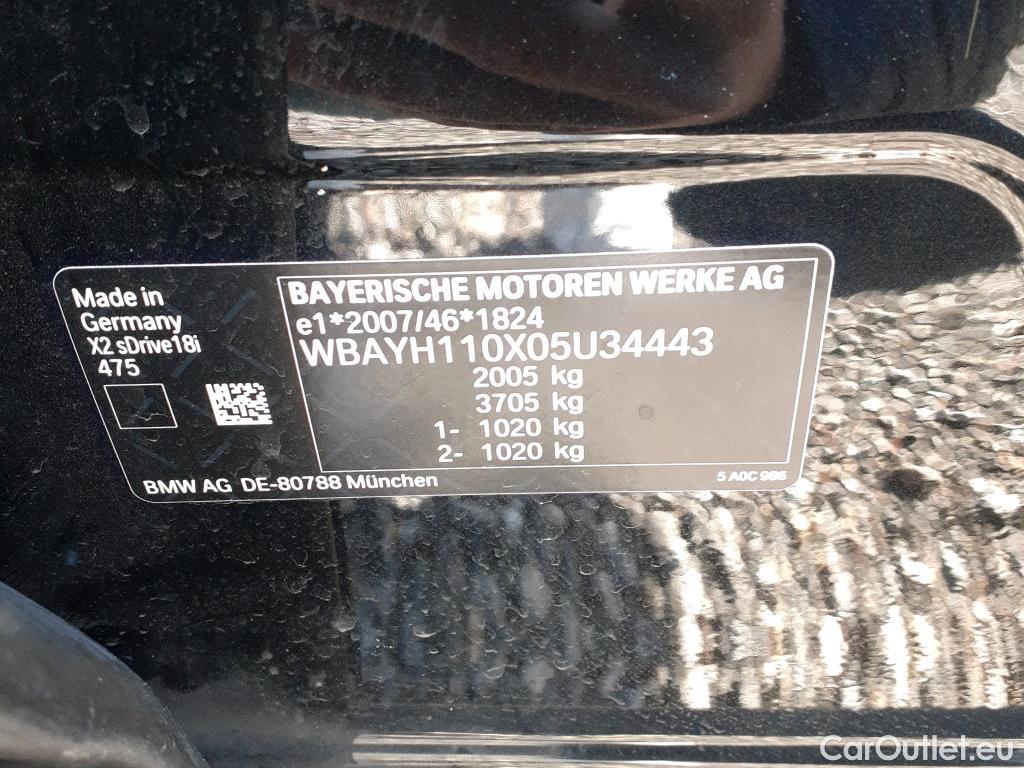 Made in
Germany
X2 sDrive18i
475
BAYERISCHE MOTOREN WERKE AG
e1*2007/46*1824
WBAYH110X05U34443
2005 kg
3705 kg
1- 1020 kg
2- 1020 kg
BMW AG DE-80788 München
5 A0C 986
CarOutlet.eu